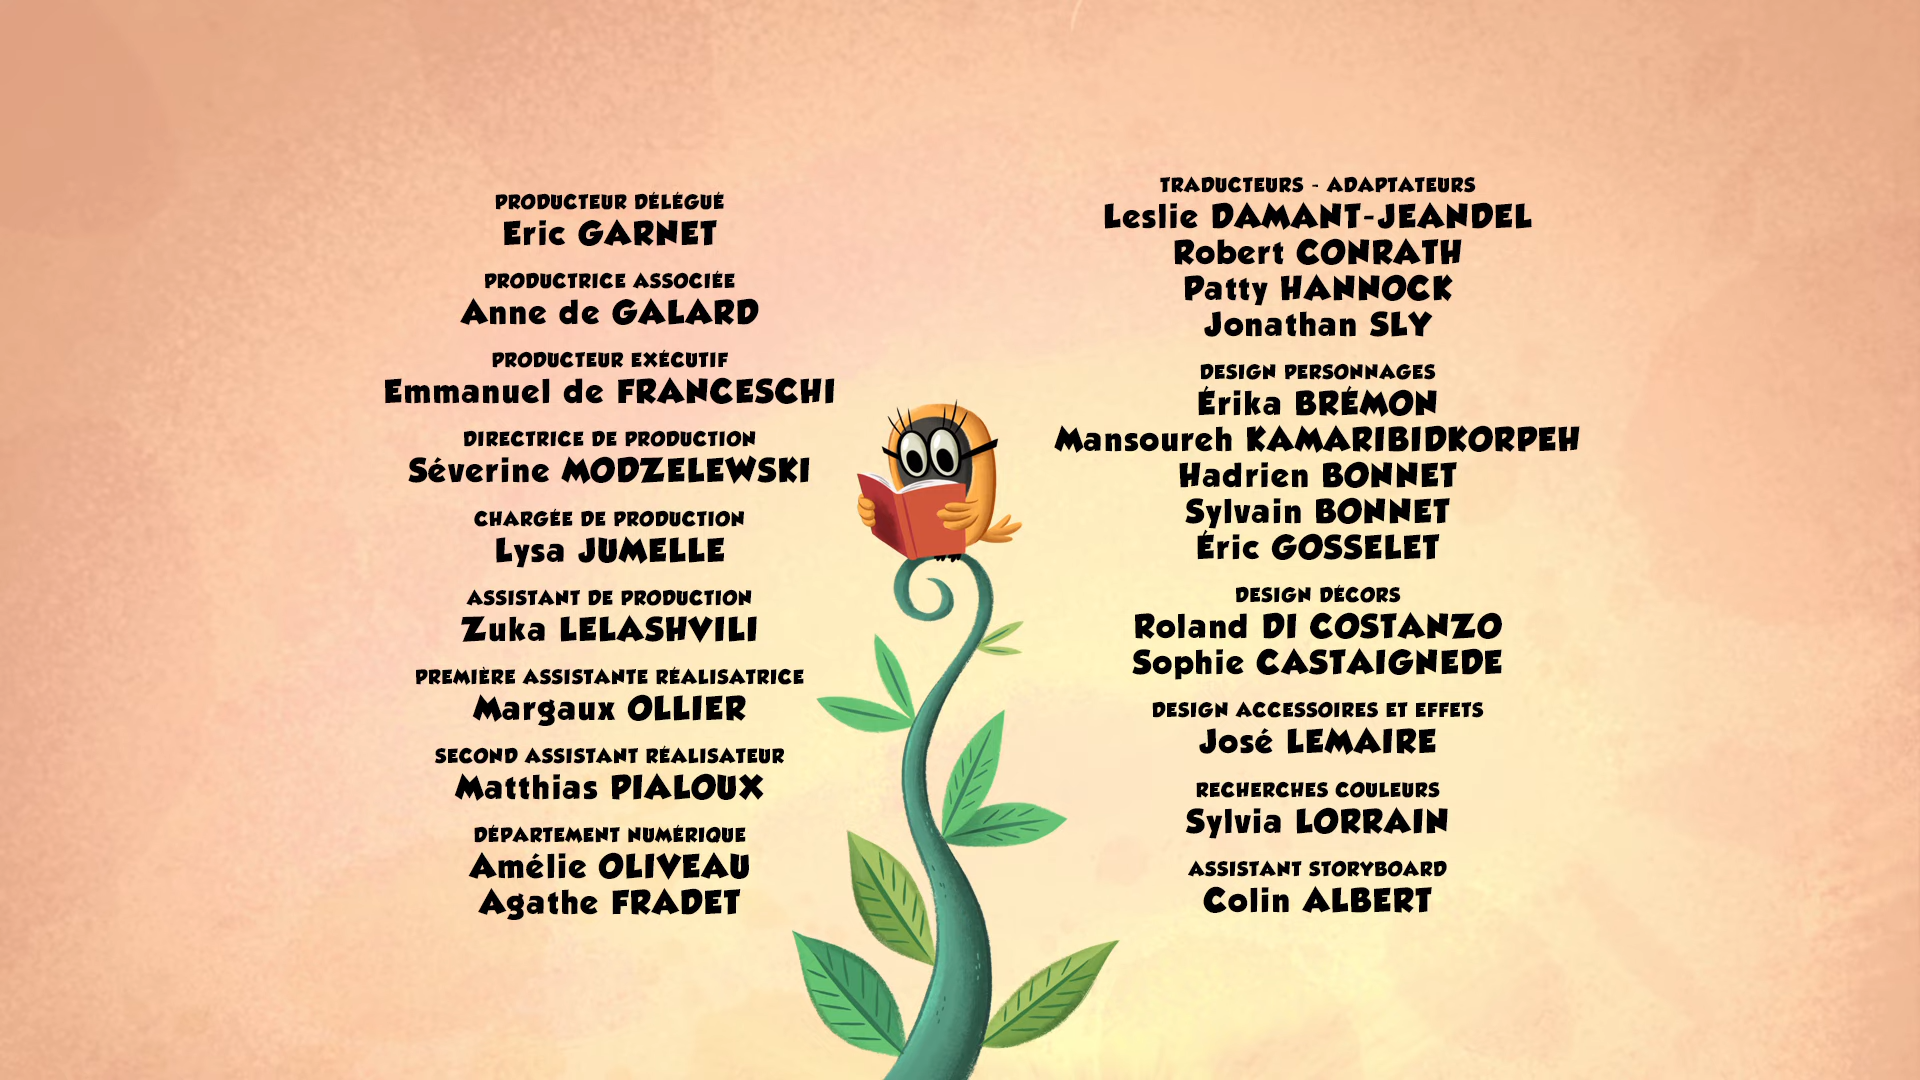 PRODUCTEUR DÉLÉGUÉ
Eric GARNET
PRODUCTRICE ASSOCIÉE
Anne de GALARD
PRODUCTEUR EXÉCUTIF
Emmanuel de FRANCESCHI
DIRECTRICE DE PRODUCTION
Séverine MODZELEWSKI
CHARGÉE DE PRODUCTION
Lysa JUMELLE
ASSISTANT DE PRODUCTION
Zuka LELASHVILI
PREMIÈRE ASSISTANTE RÉALISATRICE
Margaux OLLIER
SECOND ASSISTANT RÉALISATEUR
Matthias PIALOUX
DÉPARTEMENT NUMÉRIQUE
Amélie OLIVEAU
Agathe FRADET
TRADUCTEURS - ADAPTATEURS
Leslie DAMANT-JEANDEL
Robert CONRATH
Patty HANNOCK
Jonathan SLY
DESIGN PERSONNAGES
Érika BRÉMON
Mansoureh KAMARIBIDKORPEH
Hadrien BONNET
Sylvain BONNET
Éric GOSSELET
DESIGN DÉCORS
Roland DI COSTANZO
Sophie CASTAIGNEDE
DESIGN ACCESSOIRES ET EFFETS
José LEMAIRE
RECHERCHES COULEURS
Sylvia LORRAIN
ASSISTANT STORYBOARD
Colin ALBERT